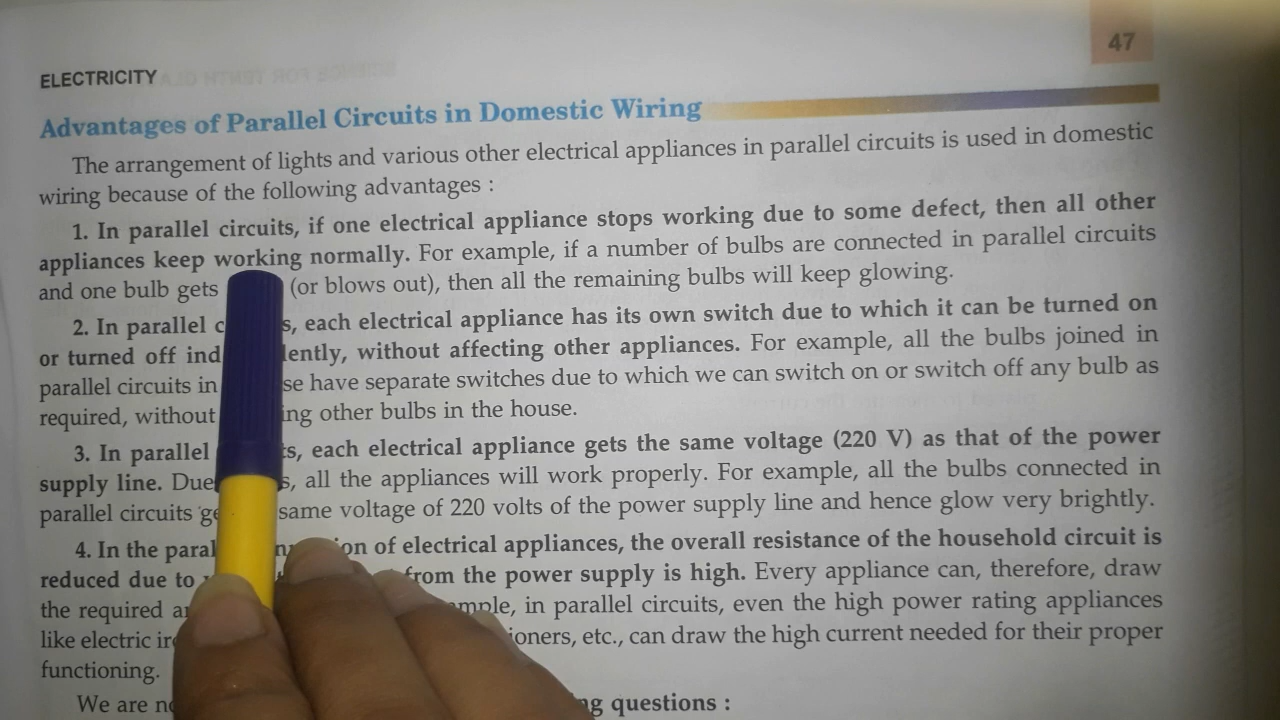 47
ELECTRICITY
Advantages of Parallel Circuits in Domestic Wiring
The arrangement of lights and various other electrical appliances in parallel circuits is used in domestic
wiring because of the following advantages :
1. In parallel circuits, if one electrical appliance stops working due to some defect, then all other
appliances keep working normally. For example, if a number of bulbs are connected in parallel circuits
and one bulb gets (or blows out), then all the remaining bulbs will keep glowing.
2. In parallel each electrical appliance has its own switch due to which it can be turned on
or turned off without affecting other appliances. For example, all the bulbs joined in
parallel circuits in have separate switches due to which we can switch on or switch off any bulb as
required, without other bulbs in the house.
3. In parallel each electrical appliance gets the same voltage (220 V) as that of the power
supply line. Due all the appliances will work properly. For example, all the bulbs connected in
parallel circuits same voltage of 220 volts of the power supply line and hence glow very brightly.
4. In the of electrical appliances, the overall resistance of the household circuit is
reduced due to from the power supply is high. Every appliance can, therefore, draw
the required in parallel circuits, even the high power rating appliances
like electric etc., can draw the high current needed for their proper
functioning.
We are questions :